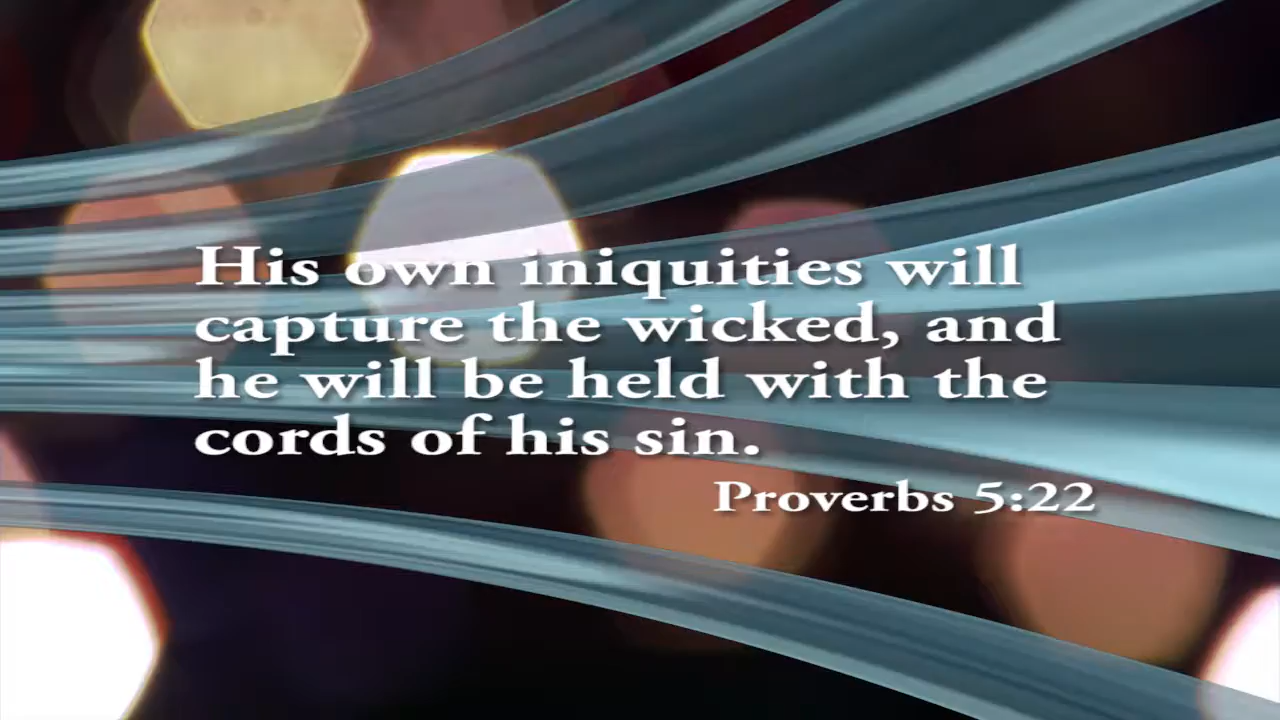 His own iniquities will
capture the wicked, and
he will be held with the
cords of his sin.
Proverbs 5:22